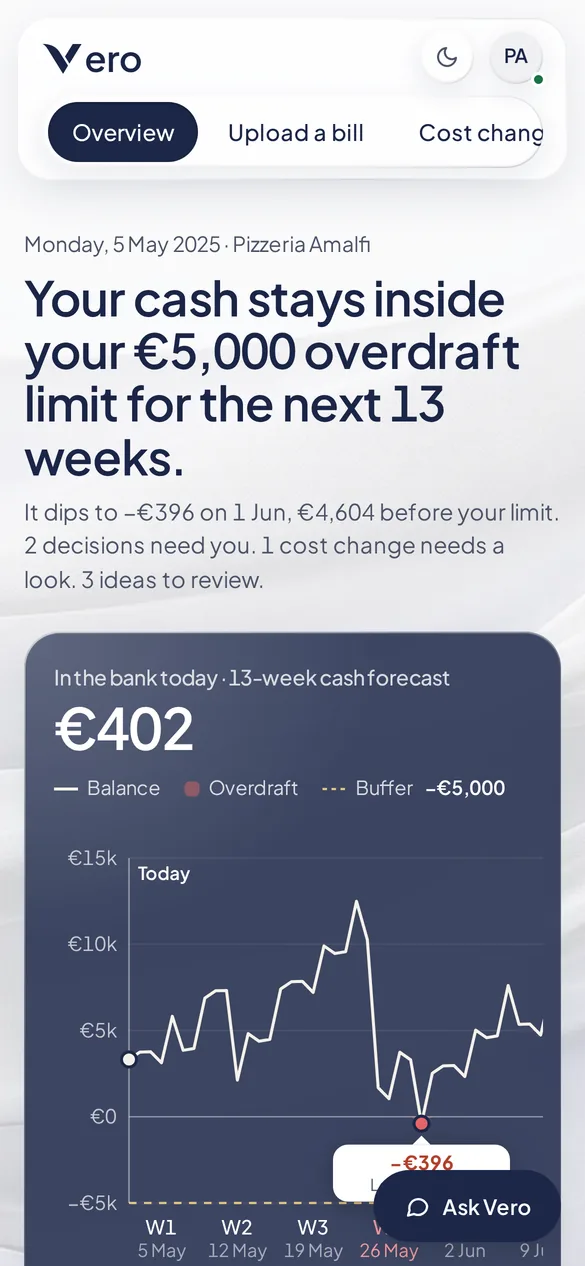 Vero
PA
Overview
Upload a bill
Cost chang
Monday, 5 May 2025 · Pizzeria Amalfi
Your cash stays inside
your €5,000 overdraft
limit for the next 13
weeks.
It dips to −€396 on 1 Jun, €4,604 before your limit.
2 decisions need you. 1 cost change needs a
look. 3 ideas to review.
In the bank today · 13-week cash forecast
€402
Balance
Overdraft
Buffer −€5,000
€15k
Today
€10k
€5k
€0
−€396
−€5k
Ask Vero
W1
W2
W3
5 May
12 May
19 May
26 May
2 Jun